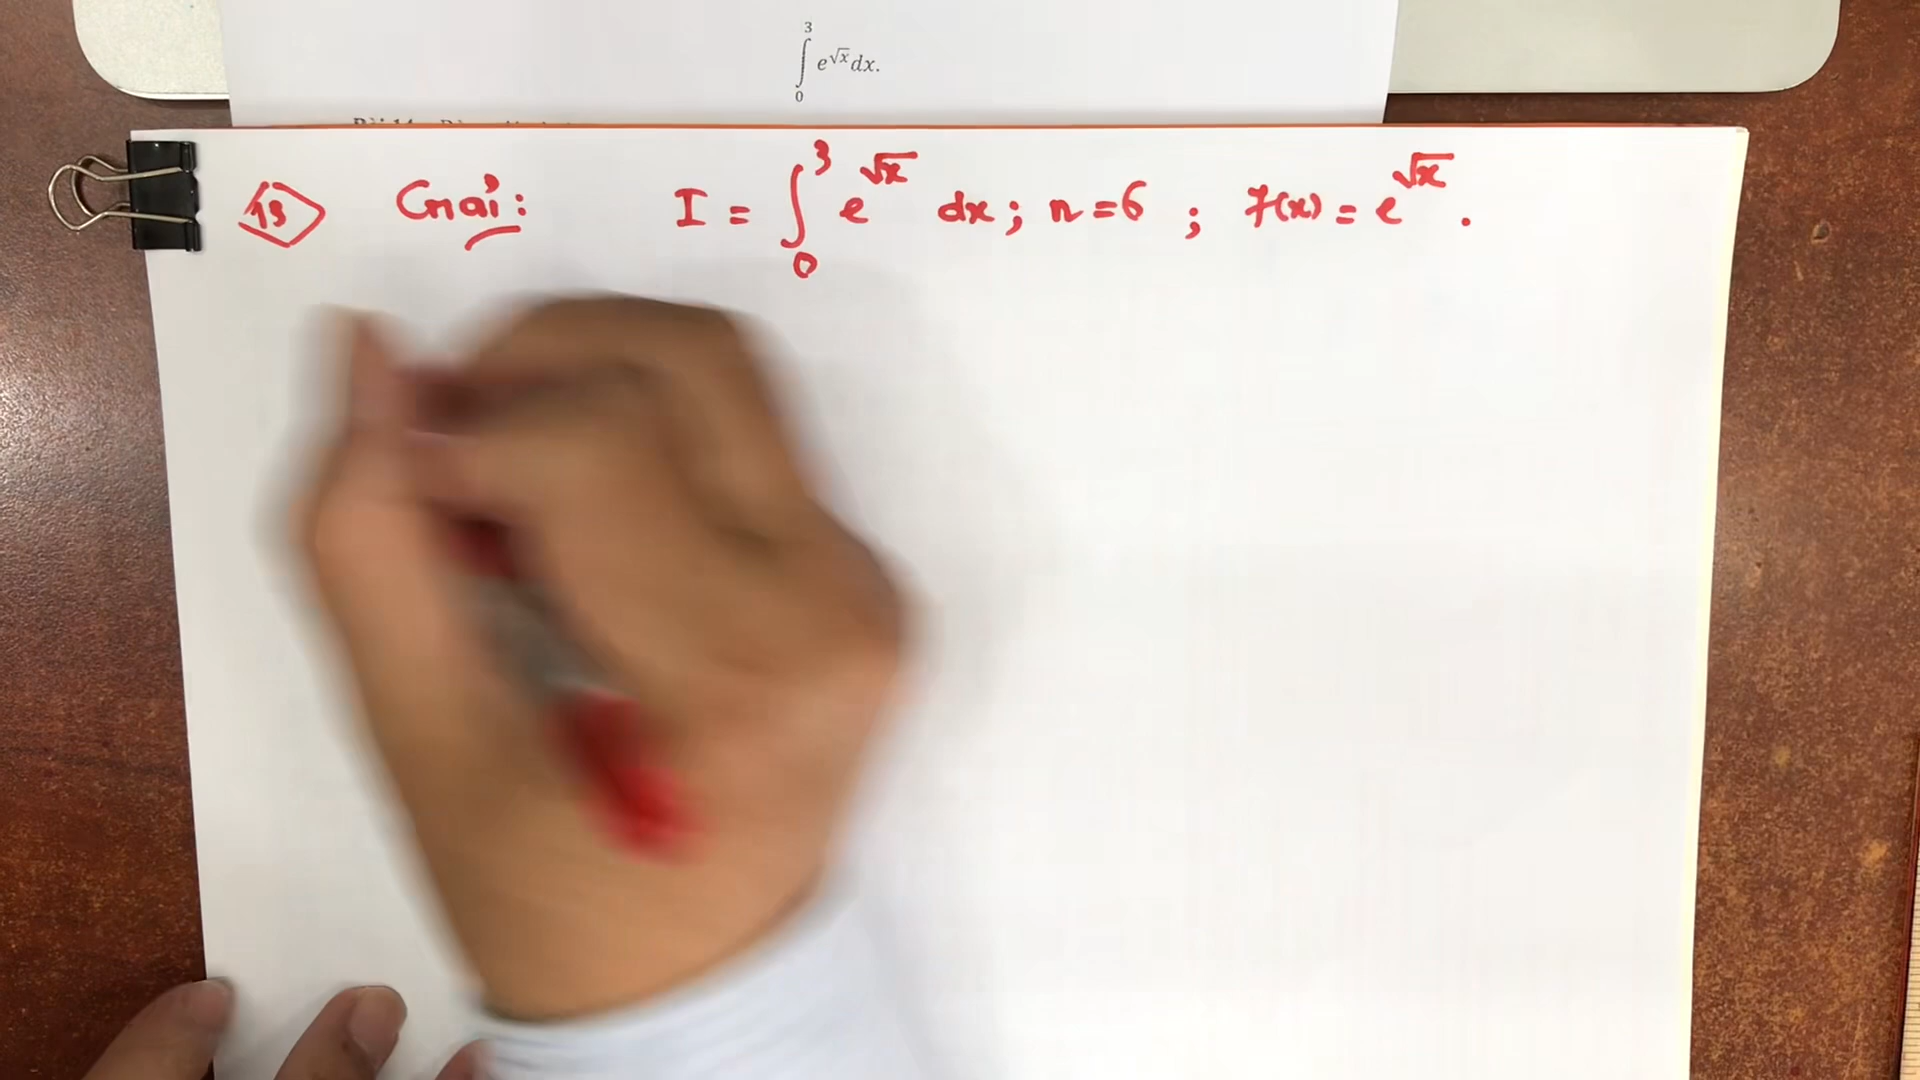 ∫₀³ e^√x dx.
13 Giải: I = ∫₀³ e^√x dx ; n = 6 ; f(x) = e^√x .